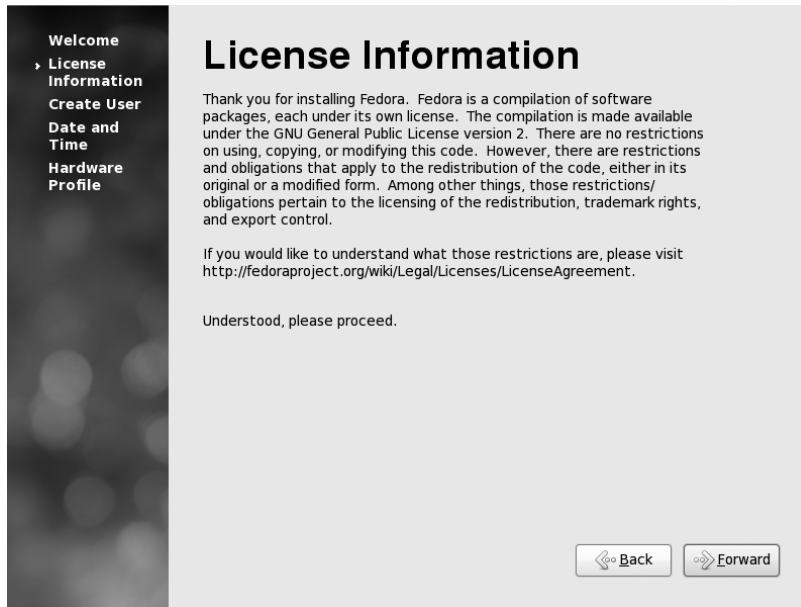 Welcome
License
Information
Create User
Date and
Time
Hardware
Profile
License Information
Thank you for installing Fedora.  Fedora is a compilation of software
packages, each under its own license.  The compilation is made available
under the GNU General Public License version 2.  There are no restrictions
on using, copying, or modifying this code.  However, there are restrictions
and obligations that apply to the redistribution of the code, either in its
original or a modified form.  Among other things, those restrictions/
obligations pertain to the licensing of the redistribution, trademark rights,
and export control.
If you would like to understand what those restrictions are, please visit
http://fedoraproject.org/wiki/Legal/Licenses/LicenseAgreement.
Understood, please proceed.
Back
Forward